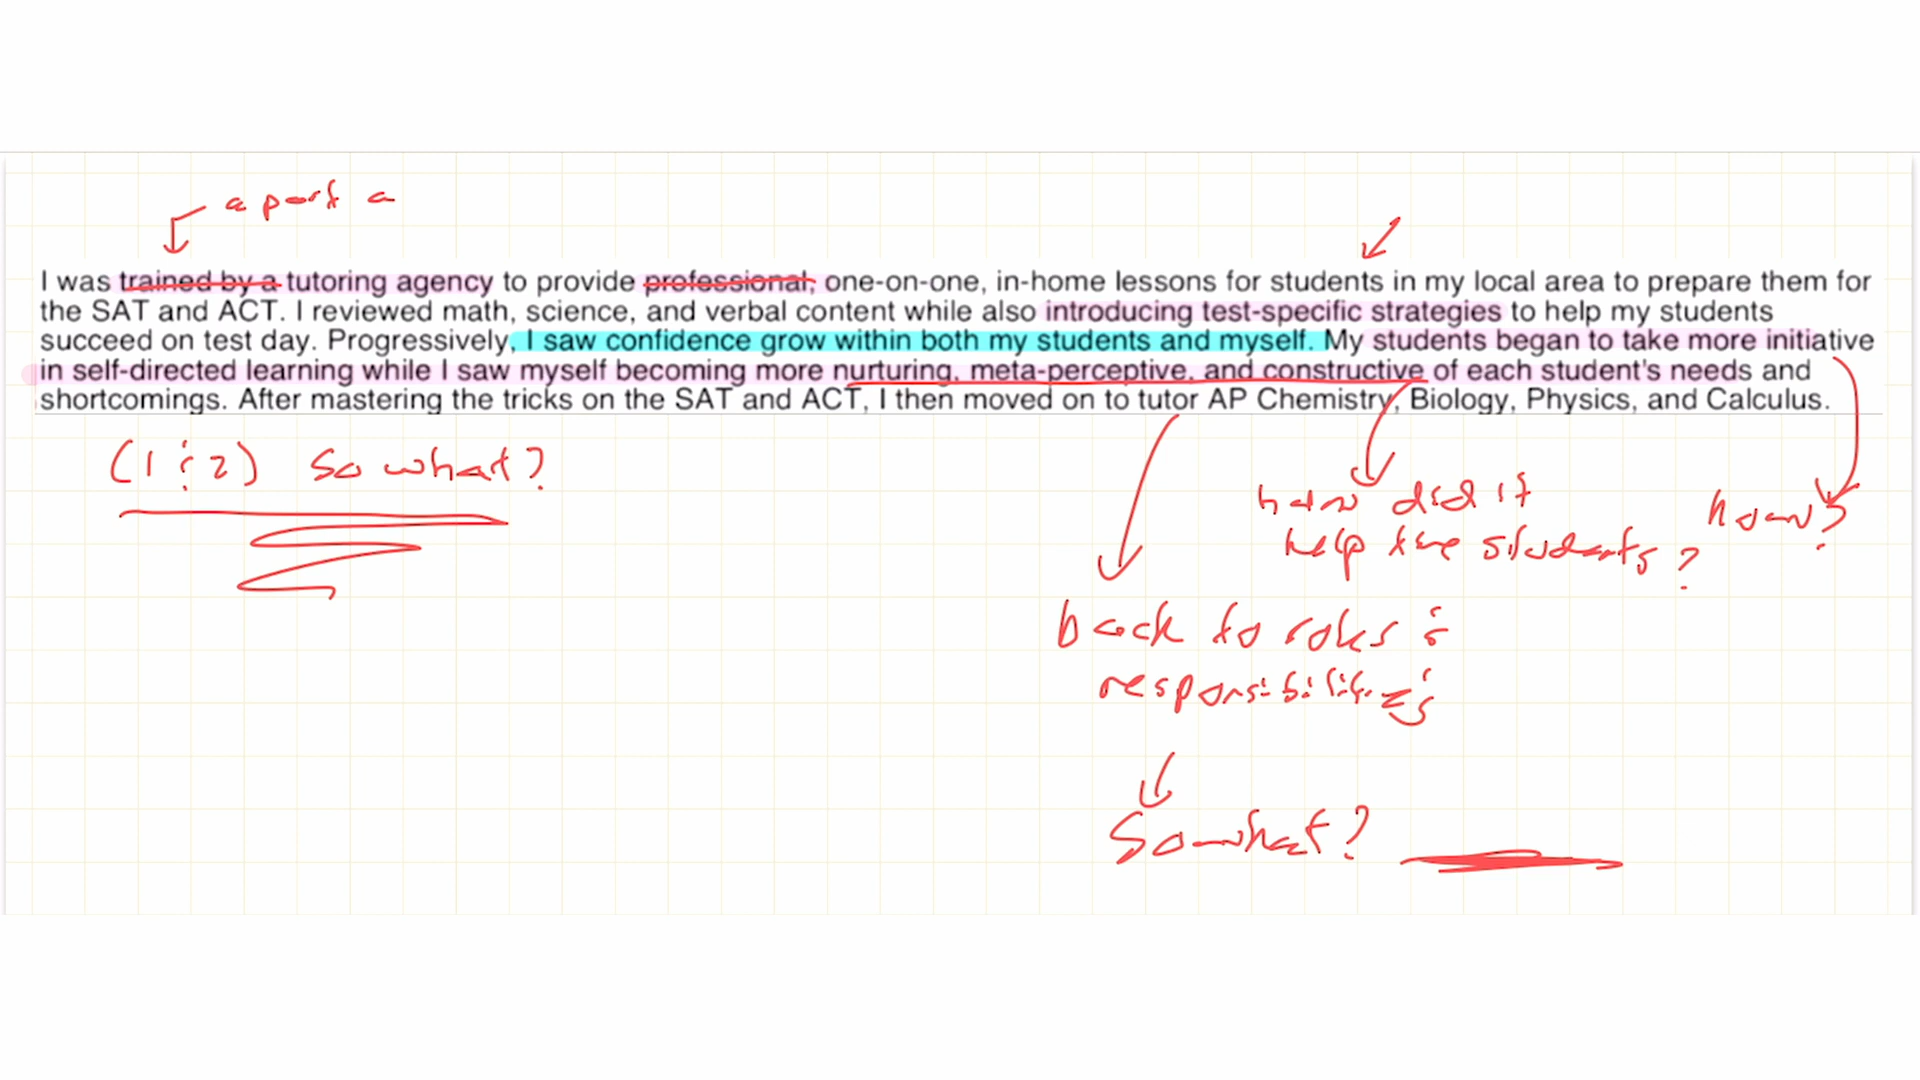 a part a
I was trained by a tutoring agency to provide professional, one-on-one, in-home lessons for students in my local area to prepare them for
the SAT and ACT. I reviewed math, science, and verbal content while also introducing test-specific strategies to help my students
succeed on test day. Progressively, I saw confidence grow within both my students and myself. My students began to take more initiative
in self-directed learning while I saw myself becoming more nurturing, meta-perceptive, and constructive of each student's needs and
shortcomings. After mastering the tricks on the SAT and ACT, I then moved on to tutor AP Chemistry, Biology, Physics, and Calculus.
(1 & 2) So what?
how did it
help the students?
how?
back to roles &
responsibilities
So what?